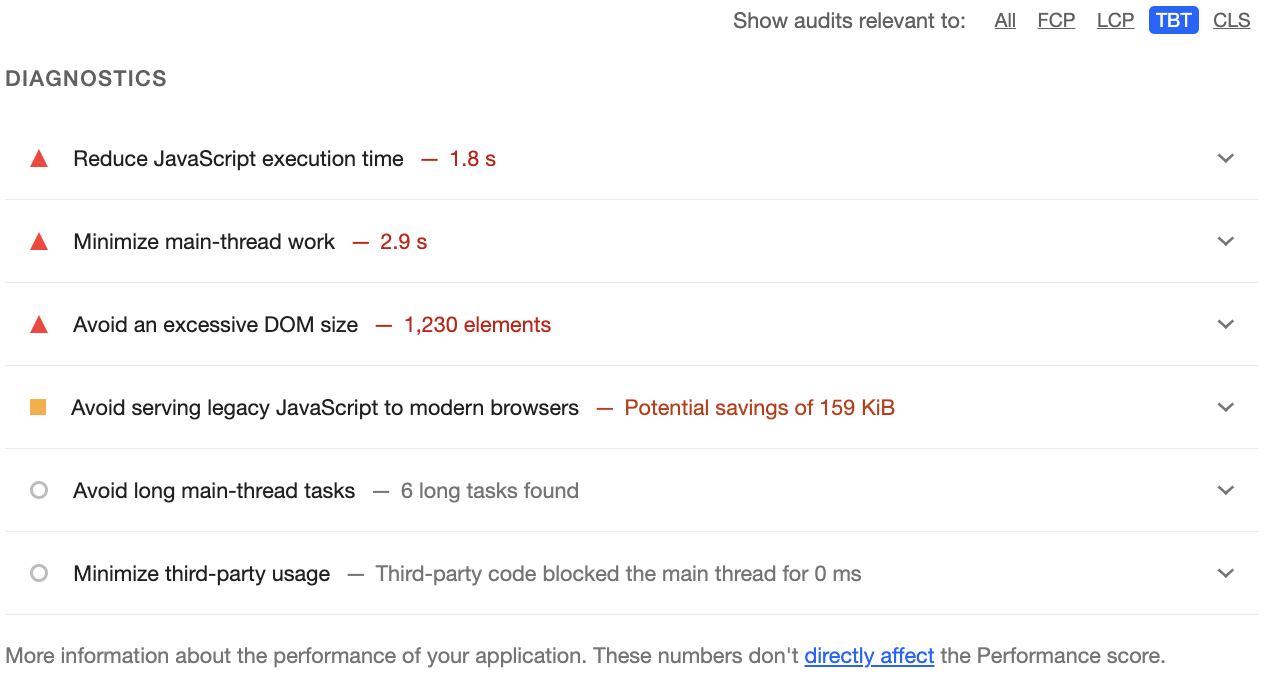 Show audits relevant to: All FCP LCP TBT CLS
DIAGNOSTICS
Reduce JavaScript execution time — 1.8 s
Minimize main-thread work — 2.9 s
Avoid an excessive DOM size — 1,230 elements
Avoid serving legacy JavaScript to modern browsers — Potential savings of 159 KiB
Avoid long main-thread tasks — 6 long tasks found
Minimize third-party usage — Third-party code blocked the main thread for 0 ms
More information about the performance of your application. These numbers don't directly affect the Performance score.